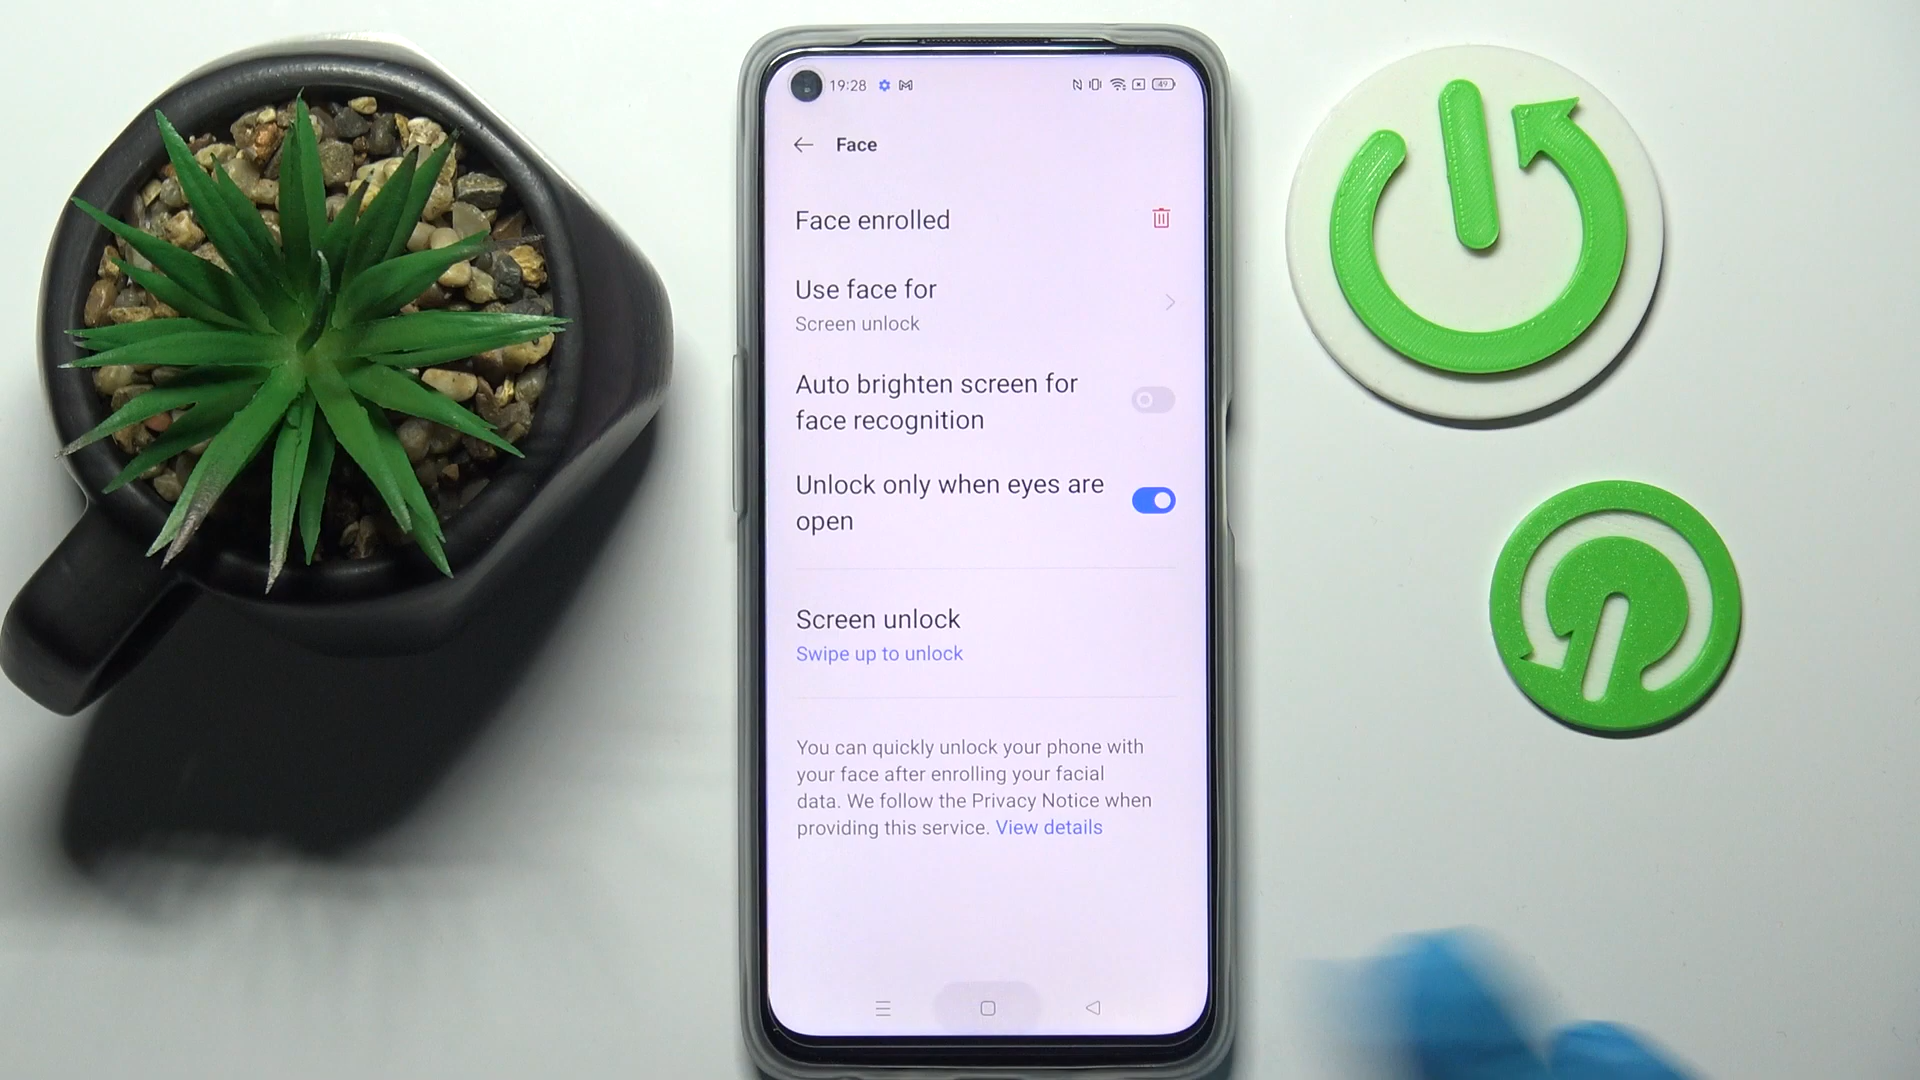 19:28
49
Face
Face enrolled
Use face for
Screen unlock
Auto brighten screen for
face recognition
Unlock only when eyes are
open
Screen unlock
Swipe up to unlock
You can quickly unlock your phone with
your face after enrolling your facial
data. We follow the Privacy Notice when
providing this service. View details